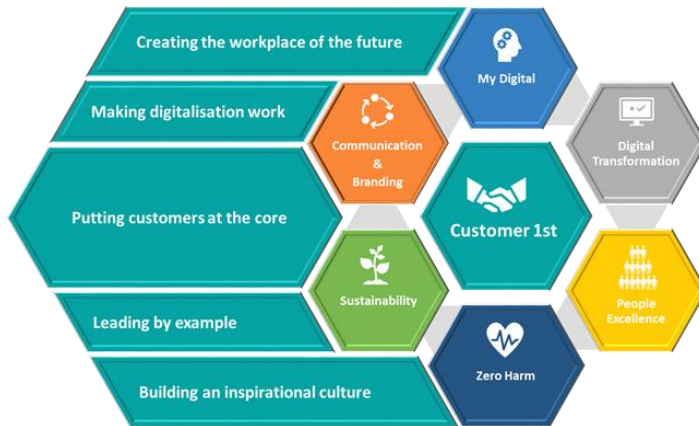 Creating the workplace of the future
Making digitalisation work
Putting customers at the core
Leading by example
Building an inspirational culture
My Digital
Communication
&
Branding
Digital
Transformation
Customer 1st
Sustainability
People
Excellence
Zero Harm